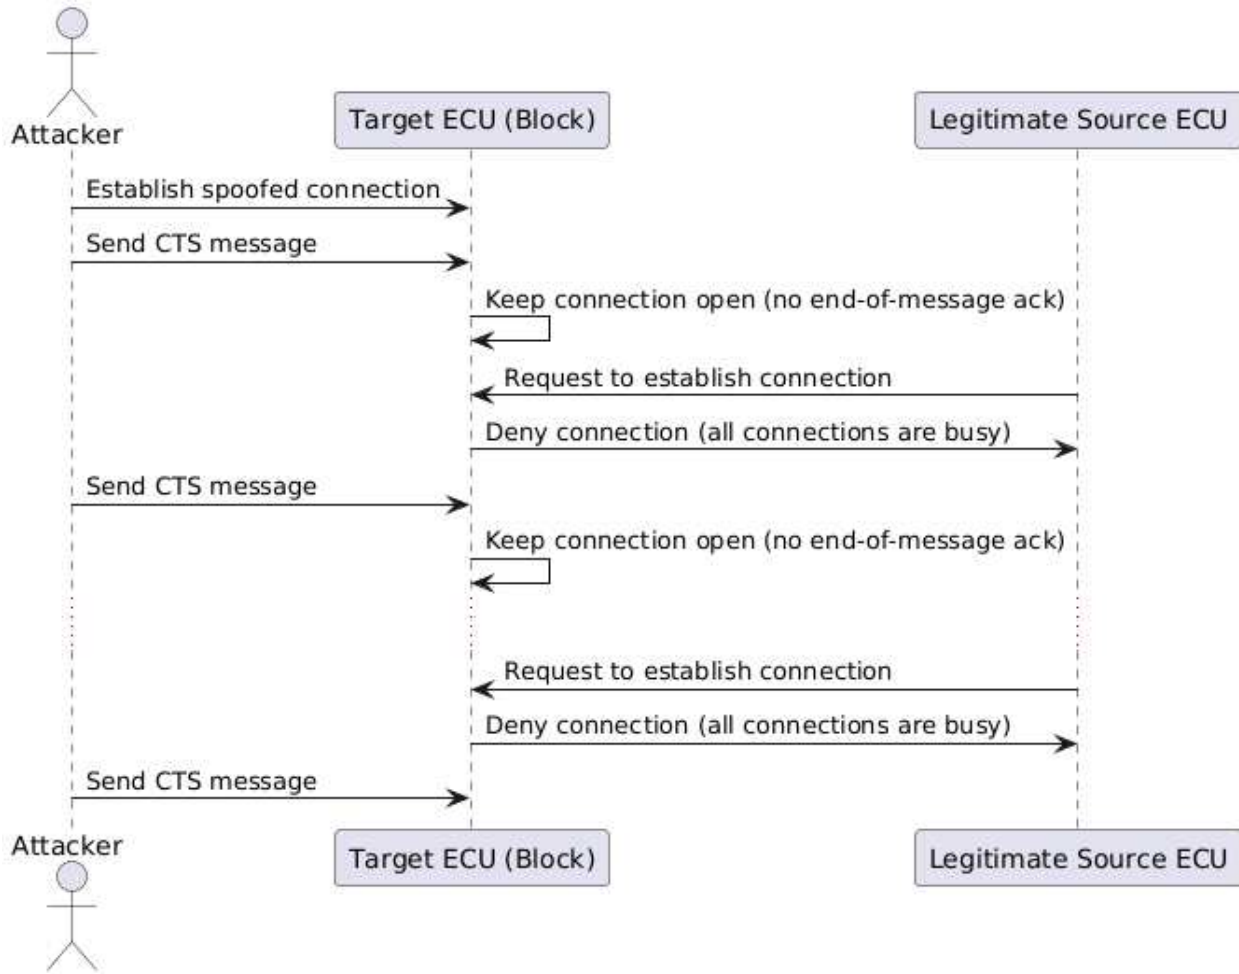 Attacker
Target ECU (Block)
Legitimate Source ECU
Establish spoofed connection
Send CTS message
Keep connection open (no end-of-message ack)
Request to establish connection
Deny connection (all connections are busy)
Send CTS message
Keep connection open (no end-of-message ack)
Request to establish connection
Deny connection (all connections are busy)
Send CTS message
Attacker
Target ECU (Block)
Legitimate Source ECU